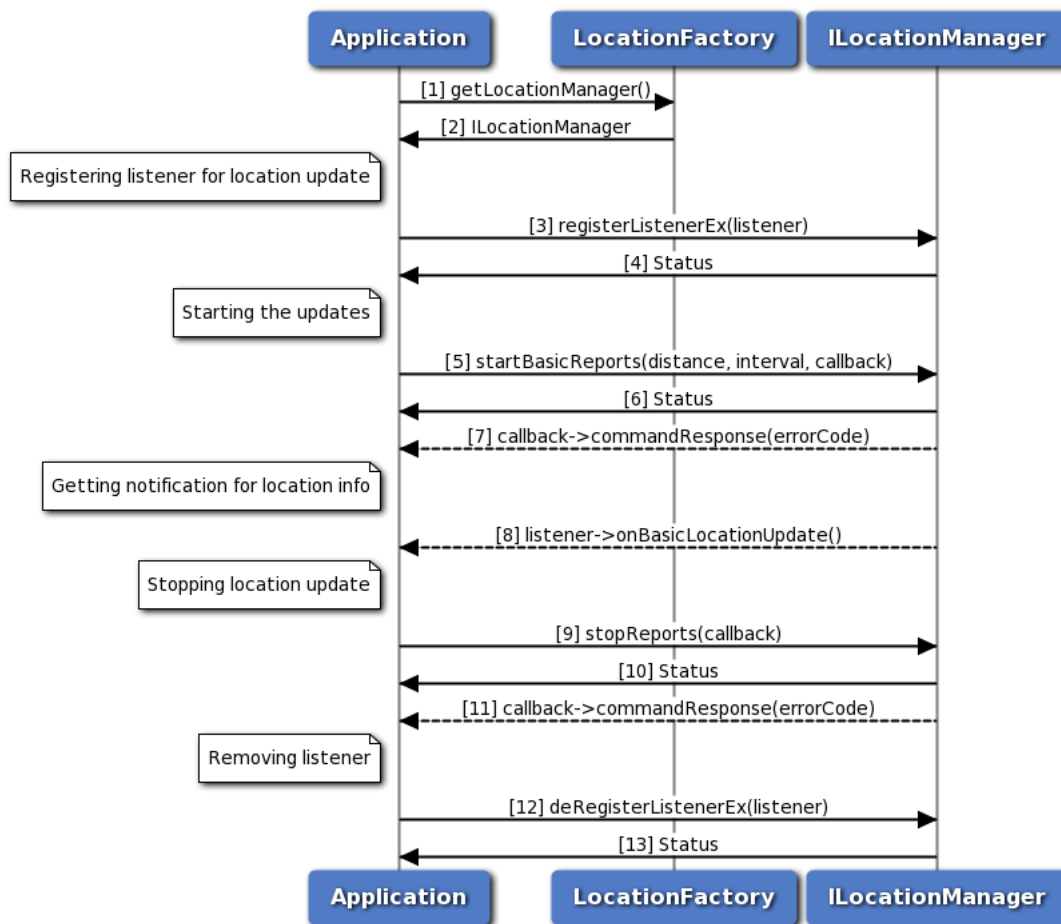 Application
LocationFactory
ILocationManager
[1] getLocationManager()
[2] ILocationManager
Registering listener for location update
[3] registerListenerEx(listener)
[4] Status
Starting the updates
[5] startBasicReports(distance, interval, callback)
[6] Status
[7] callback->commandResponse(errorCode)
Getting notification for location info
[8] listener->onBasicLocationUpdate()
Stopping location update
[9] stopReports(callback)
[10] Status
[11] callback->commandResponse(errorCode)
Removing listener
[12] deRegisterListenerEx(listener)
[13] Status
Application
LocationFactory
ILocationManager